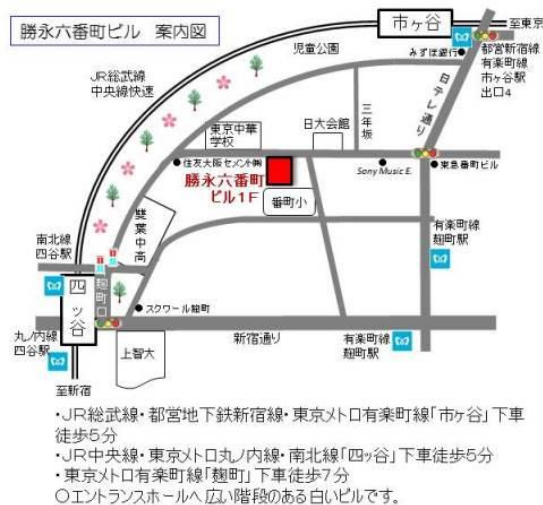 勝永六番町ビル 案内図
市ヶ谷
至東京
児童公園
みずほ銀行
都営新宿線
有楽町線
市ヶ谷駅
出口4
JR総武線
中央線快速
日テレ通り
三年坂
東京中華
学校
日大会館
住友大阪セメント㈱
Sony Music E.
東急番町ビル
勝永六番町
ビル1F
番町小
雙葉中高
有楽町線
麹町駅
南北線
四谷駅
麹町口
四ッ谷
スクワール麹町
丸ノ内線
四谷駅
上智大
新宿通り
有楽町線
麹町駅
至新宿
・JR総武線・都営地下鉄新宿線・東京メトロ有楽町線「市ヶ谷」下車
徒歩5分
・JR中央線・東京メトロ丸ノ内線・南北線「四ッ谷」下車徒歩5分
・東京メトロ有楽町線「麹町」下車徒歩7分
○エントランスホールへ広い階段のある白いビルです。